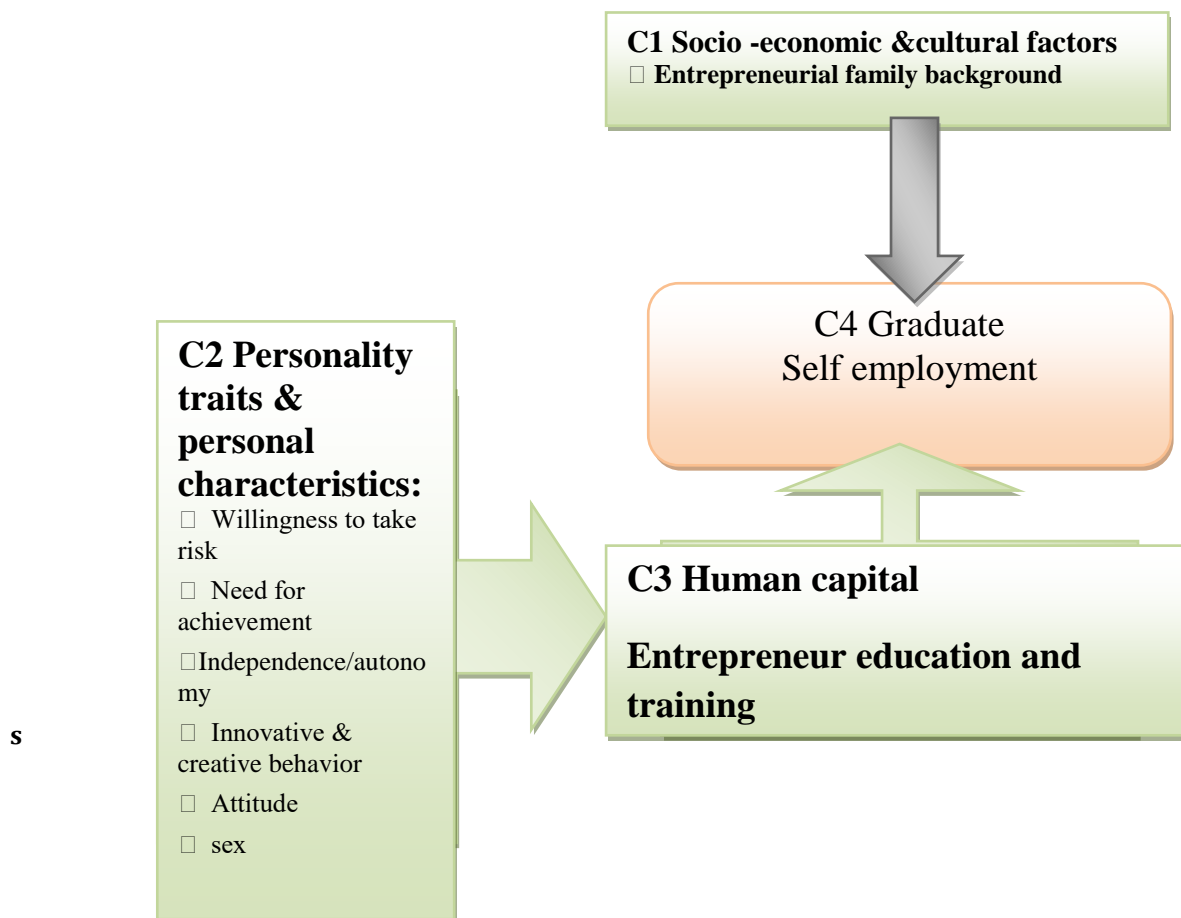 C1 Socio -economic &cultural factors
□ Entrepreneurial family background
C4 Graduate
Self employment
C2 Personality
traits &
personal
characteristics:
□ Willingness to take
risk
□ Need for
achievement
□Independence/autono
my
□ Innovative &
creative behavior
□ Attitude
□ sex
C3 Human capital
Entrepreneur education and
training
s